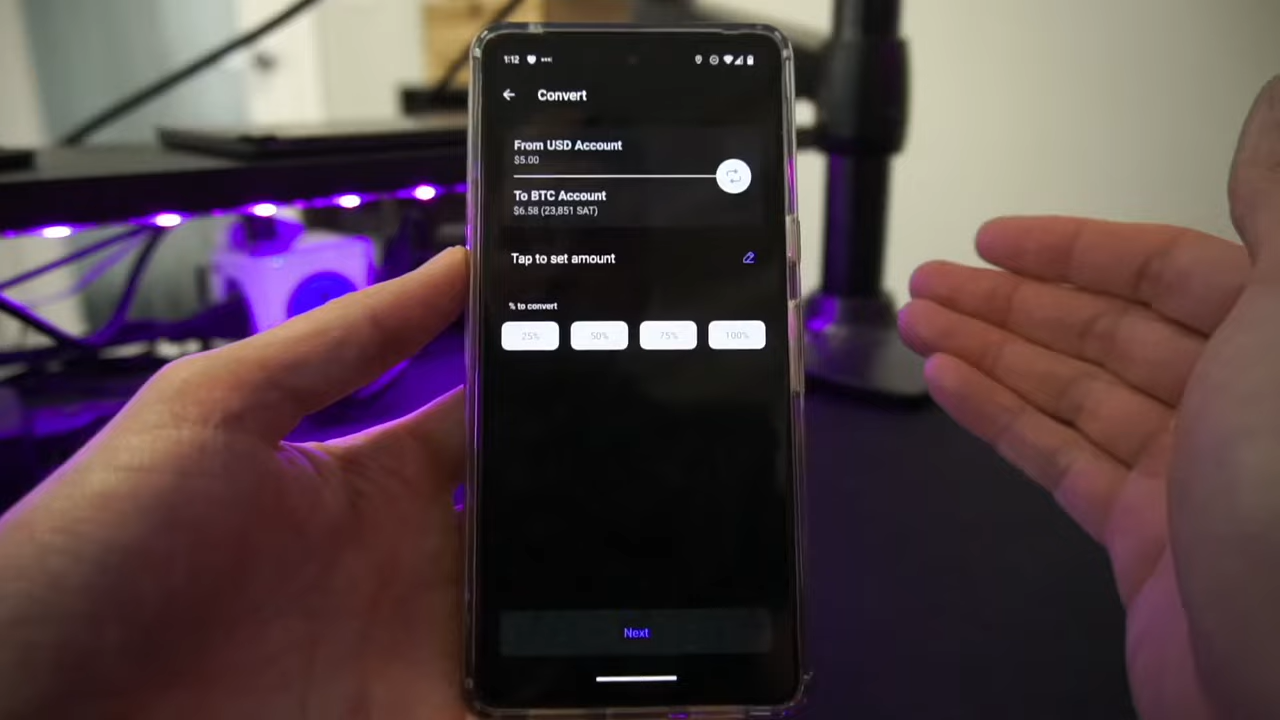 1:12
Convert
From USD Account
$5.00
To BTC Account
$6.58 (23,851 SAT)
Tap to set amount
% to convert
25% 50% 75% 100%
Next